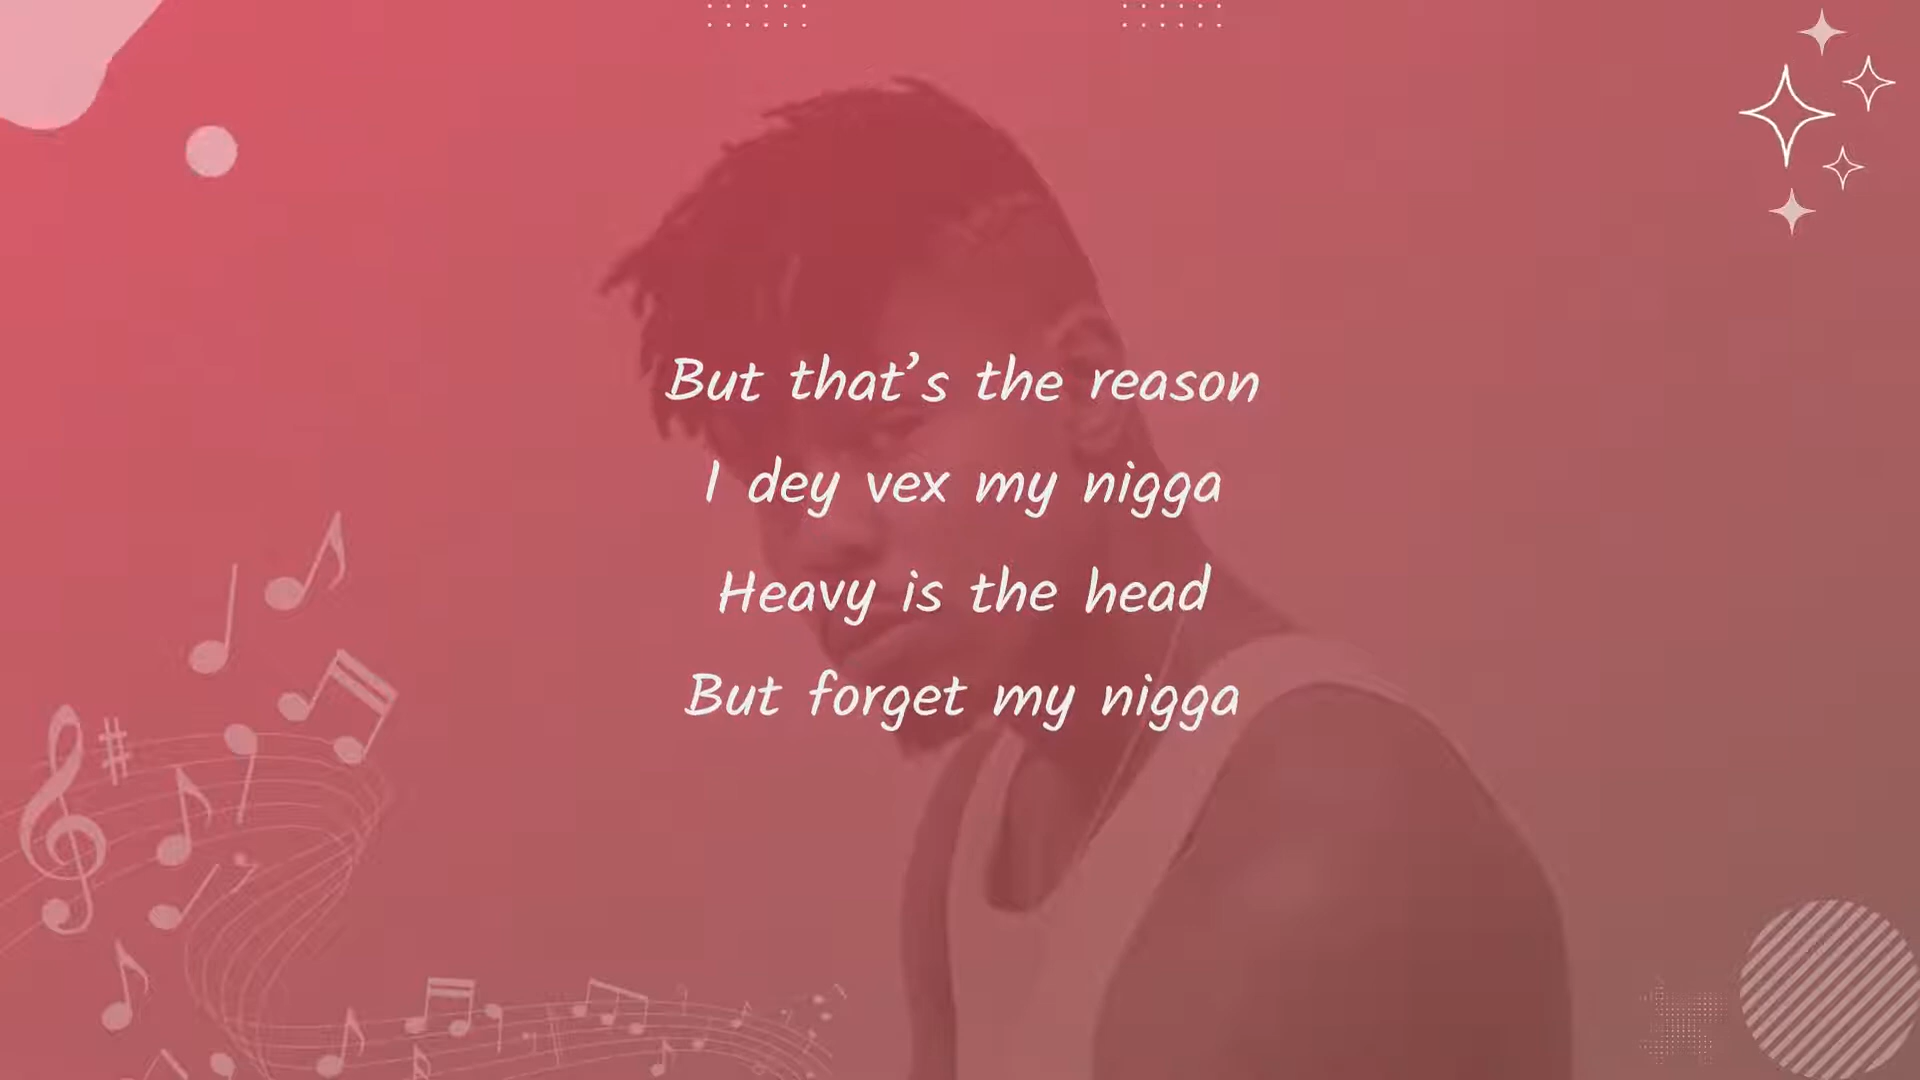 But that’s the reason
I dey vex my nigga
Heavy is the head
But forget my nigga